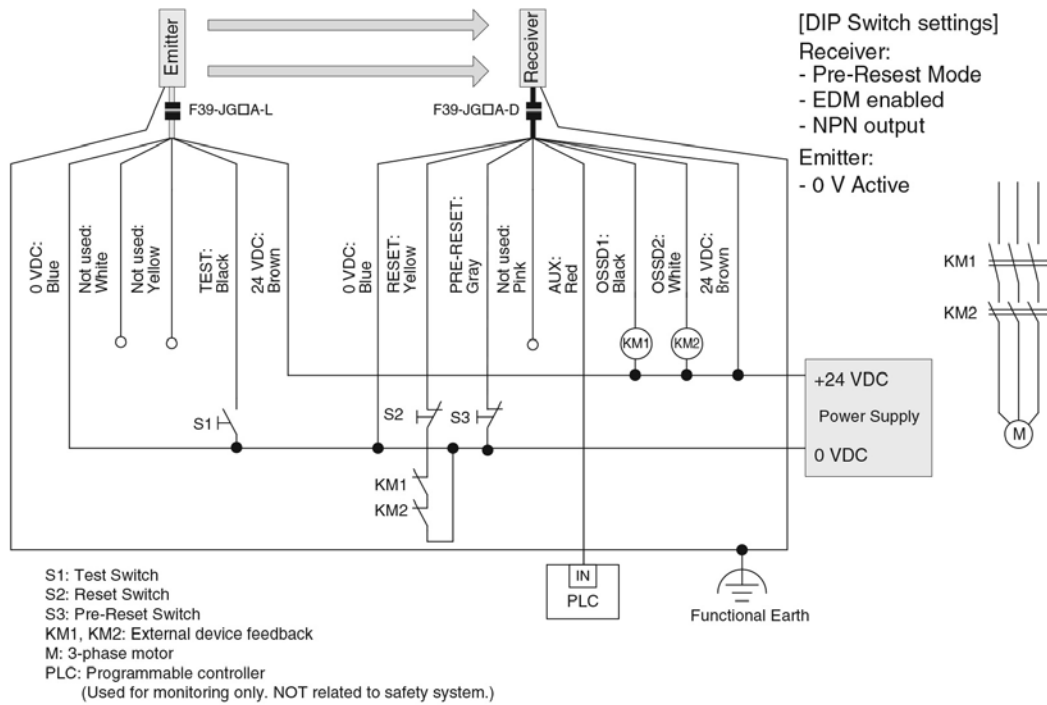 Emitter
Receiver
F39-JG□A-L
F39-JG□A-D
[DIP Switch settings]
Receiver:
- Pre-Resest Mode
- EDM enabled
- NPN output
Emitter:
- 0 V Active
0 VDC:
Blue
Not used:
White
Not used:
Yellow
TEST:
Black
24 VDC:
Brown
0 VDC:
Blue
RESET:
Yellow
PRE-RESET:
Gray
Not used:
Pink
AUX:
Red
OSSD1:
Black
OSSD2:
White
24 VDC:
Brown
KM1
KM2
KM1
KM2
M
+24 VDC
Power Supply
0 VDC
S1
S2
S3
KM1
KM2
IN
PLC
Functional Earth
S1: Test Switch
S2: Reset Switch
S3: Pre-Reset Switch
KM1, KM2: External device feedback
M: 3-phase motor
PLC: Programmable controller
(Used for monitoring only. NOT related to safety system.)